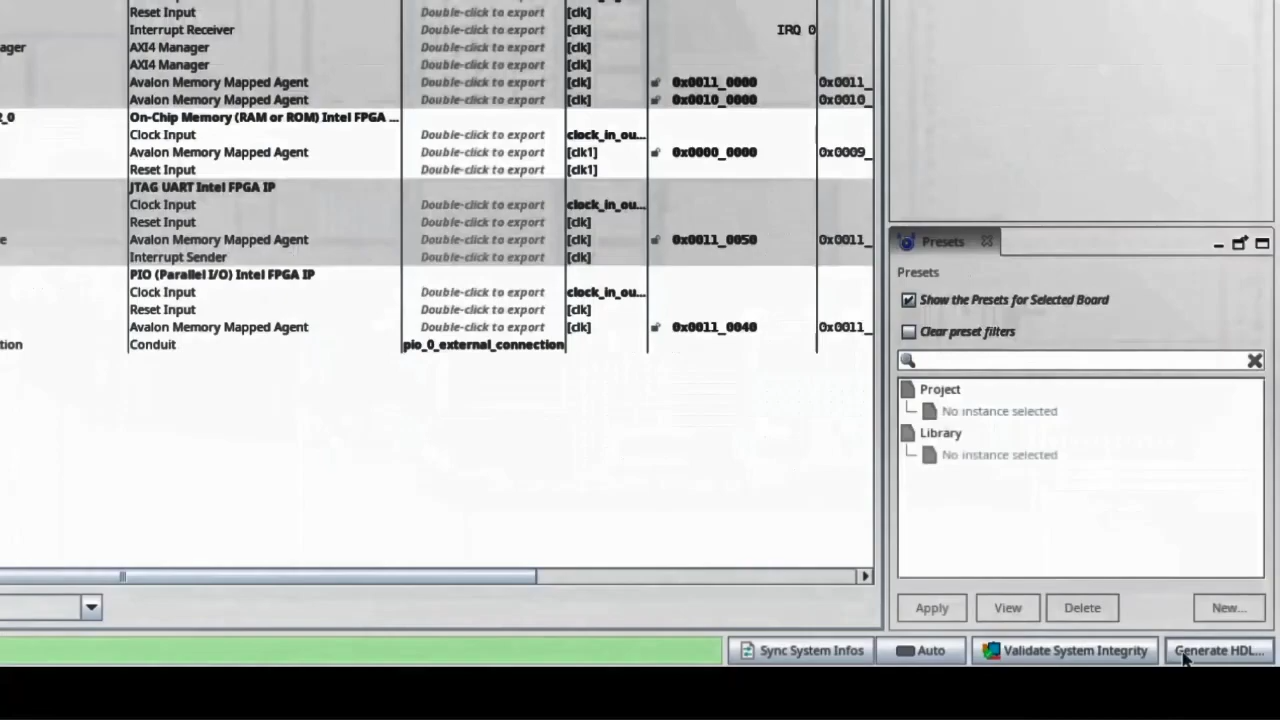 Reset Input Double-click to export [clk]
Interrupt Receiver Double-click to export [clk] IRQ 0
ager AXI4 Manager Double-click to export [clk]
AXI4 Manager Double-click to export [clk]
Avalon Memory Mapped Agent Double-click to export [clk] 0x0011_0000 0x0011_
Avalon Memory Mapped Agent Double-click to export [clk] 0x0010_0000 0x0010_
_0 On-Chip Memory (RAM or ROM) Intel FPGA ...
Clock Input Double-click to export clock_in_ou...
Avalon Memory Mapped Agent Double-click to export [clk1] 0x0000_0000 0x0009_
Reset Input Double-click to export [clk1]
JTAG UART Intel FPGA IP
Clock Input Double-click to export clock_in_ou...
Reset Input Double-click to export [clk]
e Avalon Memory Mapped Agent Double-click to export [clk] 0x0011_0050 0x0011_
Interrupt Sender Double-click to export [clk]
PIO (Parallel I/O) Intel FPGA IP
Clock Input Double-click to export clock_in_ou...
Reset Input Double-click to export [clk]
Avalon Memory Mapped Agent Double-click to export [clk] 0x0011_0040 0x0011_
tion Conduit pio_0_external_connection
Presets
Presets
Show the Presets for Selected Board
Clear preset filters
Project
No instance selected
Library
No instance selected
Apply View Delete New...
Sync System Infos Auto Validate System Integrity Generate HDL...